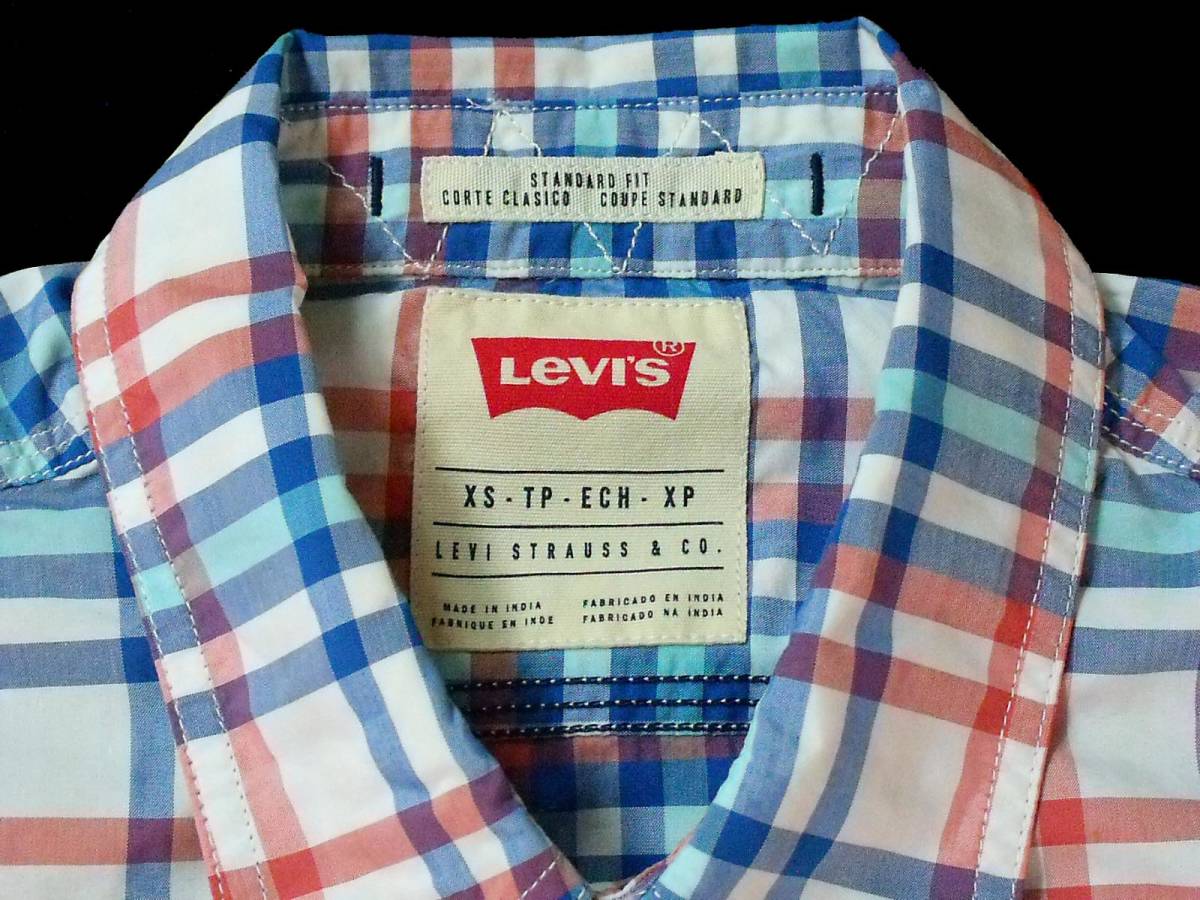 STANDARD FIT
CORTE CLASICO COUPE STANDARD
LEVI'S®
XS - TP - ECH - XP
LEVI STRAUSS & CO.
MADE IN INDIA FABRICADO EN INDIA
FABRIQUE EN INDE FABRICADO NA ÍNDIA